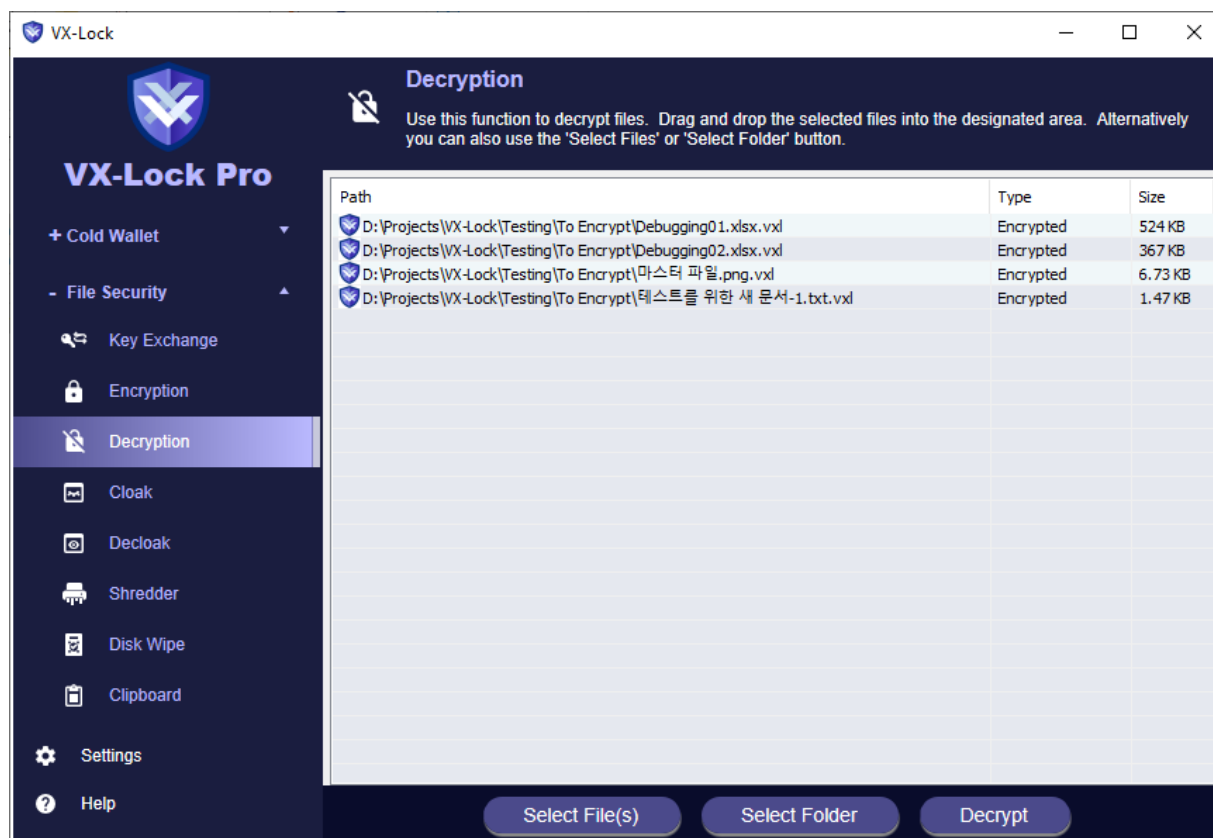 VX-Lock
VX-Lock Pro
+ Cold Wallet
- File Security
Key Exchange
Encryption
Decryption
Cloak
Decloak
Shredder
Disk Wipe
Clipboard
Settings
Help
Decryption
Use this function to decrypt files.  Drag and drop the selected files into the designated area.  Alternatively
you can also use the 'Select Files' or 'Select Folder' button.
Path Type Size
D:\Projects\VX-Lock\Testing\To Encrypt\Debugging01.xlsx.vxl Encrypted 524 KB
D:\Projects\VX-Lock\Testing\To Encrypt\Debugging02.xlsx.vxl Encrypted 367 KB
D:\Projects\VX-Lock\Testing\To Encrypt\마스터 파일.png.vxl Encrypted 6.73 KB
D:\Projects\VX-Lock\Testing\To Encrypt\테스트를 위한 새 문서-1.txt.vxl Encrypted 1.47 KB
Select File(s) Select Folder Decrypt